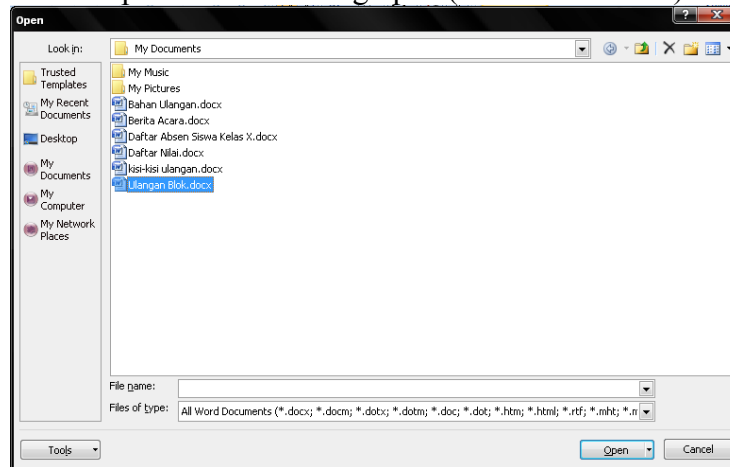 Open
Look in: My Documents
Trusted Templates
My Recent Documents
Desktop
My Documents
My Computer
My Network Places
My Music
My Pictures
Bahan Ulangan.docx
Berita Acara.docx
Daftar Absen Siswa Kelas X.docx
Daftar Nilai.docx
kisi-kisi ulangan.docx
Ulangan Blok.docx
File name:
Files of type: All Word Documents (*.docx; *.docm; *.dotx; *.dotm; *.doc; *.dot; *.htm; *.html; *.rtf; *.mht; *.m
Tools
Open
Cancel